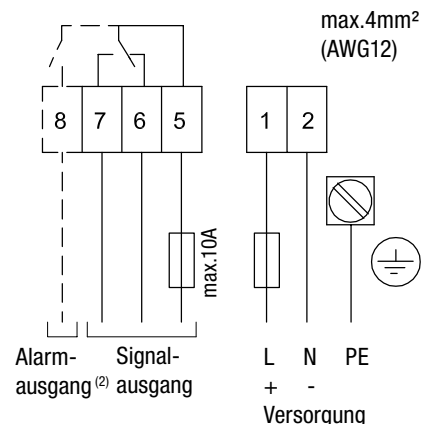 max.4mm²
(AWG12)
8 7 6 5 1 2
max.10A
Alarm-
ausgang (2)
Signal-
ausgang
L N PE
+ -
Versorgung